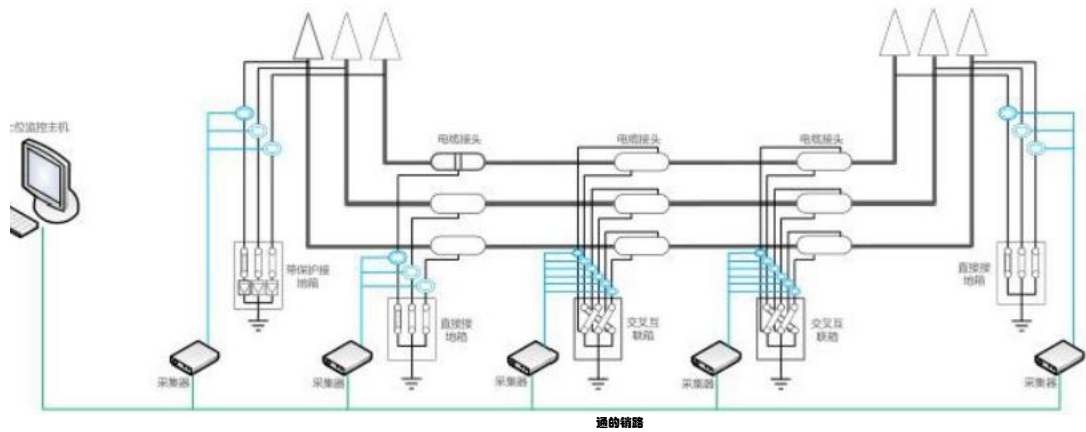 电缆接头
电缆接头
电缆接头
位监控主机
带保护接
地箱
直接接
地箱
直接接
地箱
交叉互
联箱
交叉互
联箱
采集器
采集器
采集器
采集器
采集器
通的销路